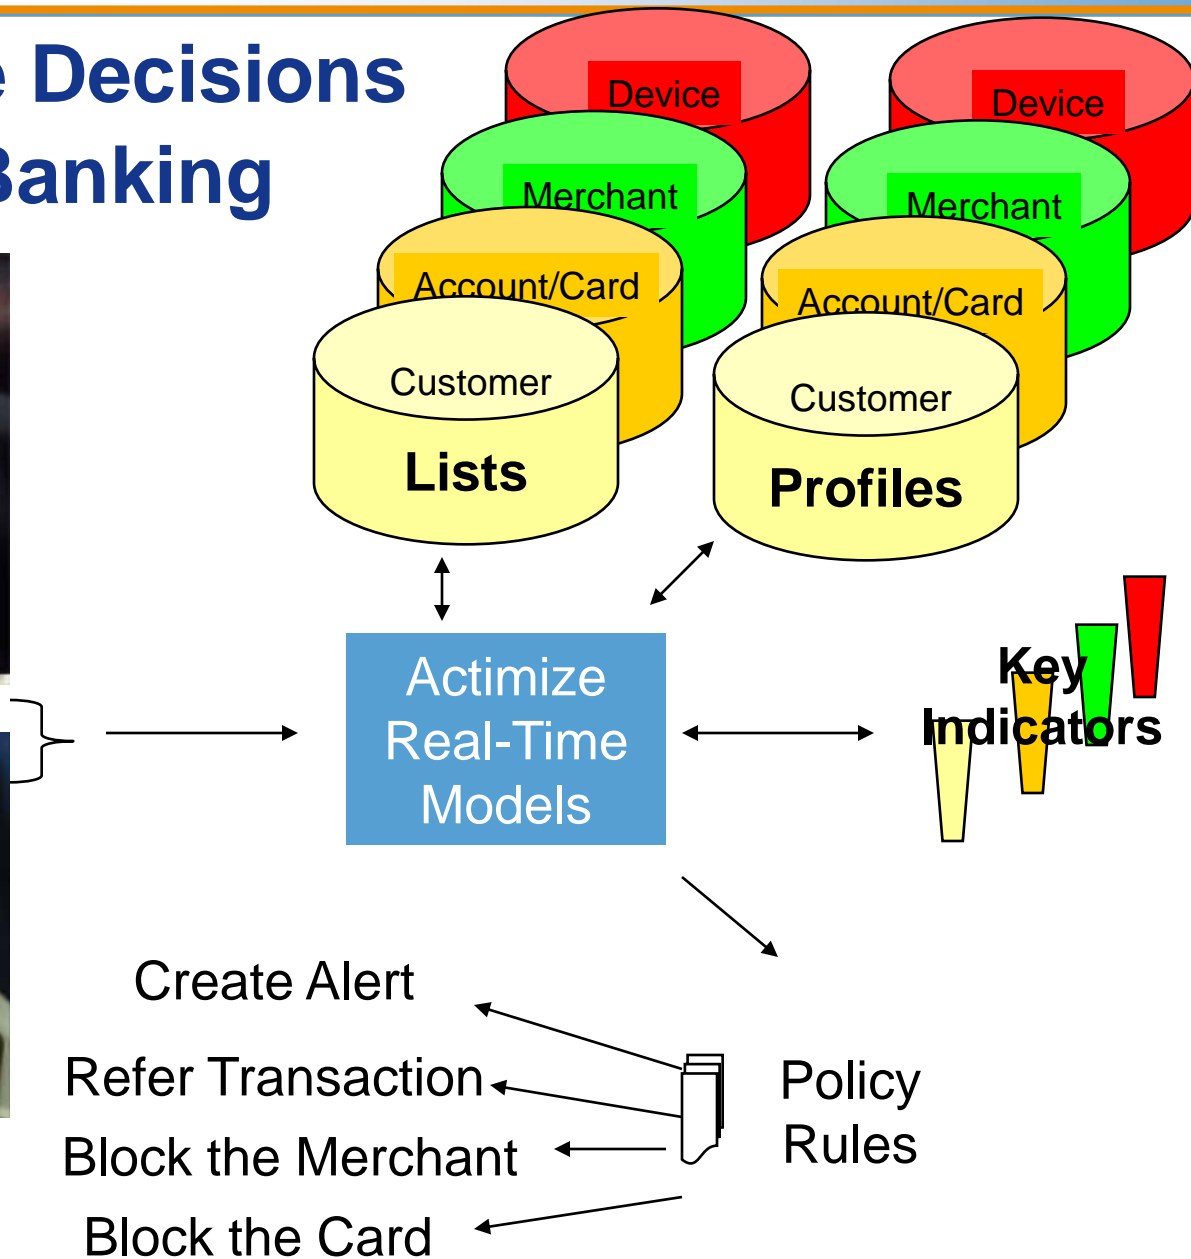 Decisions
Banking
Device
Device
Merchant
Merchant
Account/Card
Account/Card
Customer
Customer
Lists
Profiles
Actimize
Real-Time
Models
Key
Indicators
Create Alert
Refer Transaction
Block the Merchant
Block the Card
Policy
Rules